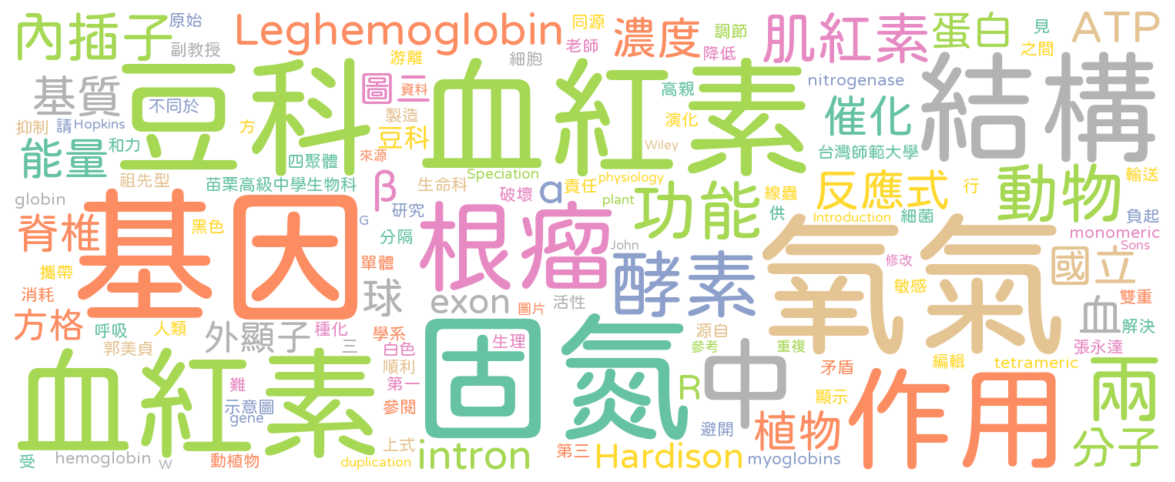 內插子
原始
副教授
Leghemoglobin
同源
老師
濃度
調節
降低
肌紅素
蛋白
見
之間
ATP
基質
不同於
豆科
圖二
資料
游離
細胞
血紅素
高親
nitrogenase
結構
抑制
請
Hopkins
方
製造
豆科
演化
催化
能量
和力
四聚體
來源
Wiley
台灣師範大學
祖先型
苗栗高級中學生物科
β
生命科
Speciation
破壞
α
責任
physiology
線蟲
反應式
行
動物
輸送
globin
脊椎
基因
黑色
G
研究
分隔
根瘤
plant
功能
供
Introduction
細菌
負起
monomeric
Sons
攜帶
單體
John
酵素
氧氣
修改
敏感
國立
雙重
消耗
方格
呼吸
人類
種化
球
exon
活性
圖片
血
解決
郭美貞
外顯子
三
學系
白色
順利
固氮
生理
源自
參考
重複
中
矛盾
編輯
tetrameric
張永達
血紅素
難
示意圖
gene
第一
參閱
R
避開
植物
顯示
作用
兩
受
hemoglobin
W
動植物
上式
duplication
intron
第三
Hardison
myoglobins
分子